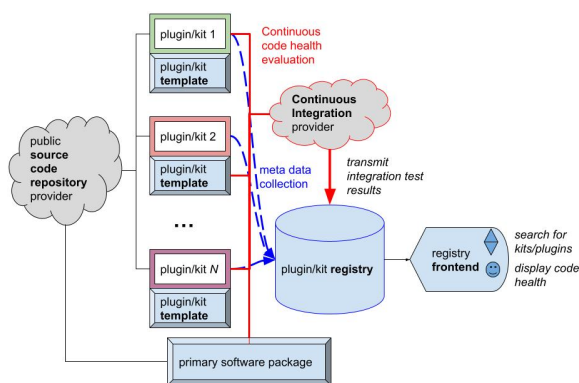 plugin/kit 1
plugin/kit
template
Continuous
code health
evaluation
public
source
code
repository
provider
plugin/kit 2
plugin/kit
template
...
plugin/kit N
plugin/kit
template
meta data
collection
Continuous
Integration
provider
transmit
integration test
results
plugin/kit registry
registry
frontend
search for
kits/plugins
display code
health
primary software package